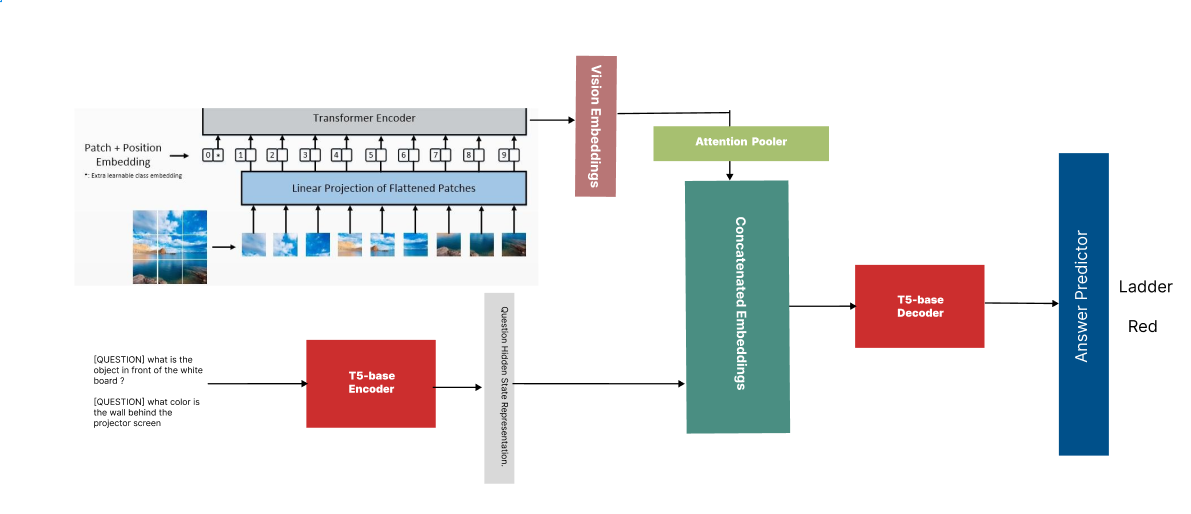 Vision Embeddings
Transformer Encoder
Attention Pooler
Patch + Position
Embedding
*: Extra learnable class embedding
0 * 1 2 3 4 5 6 7 8 9
Linear Projection of Flattened Patches
Concatenated Embeddings
Answer Predictor
Ladder
Red
T5-base
Decoder
Question Hidden State Representation.
[QUESTION] what is the
object in front of the white
board ?
[QUESTION] what color is
the wall behind the
projector screen
T5-base
Encoder